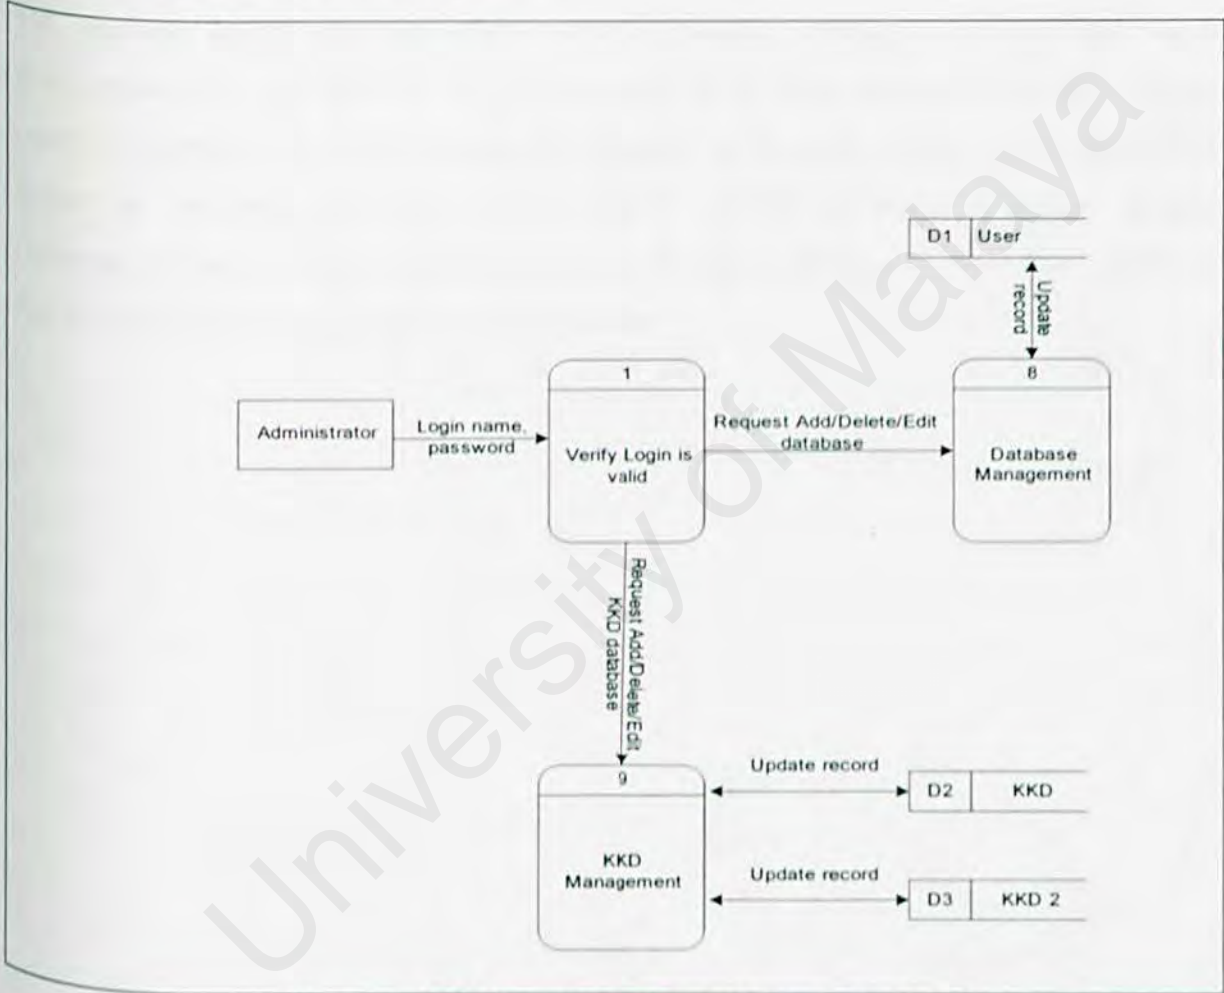 D1 User
Update
record
1
8
Administrator
Login name,
password
Verify Login is
valid
Request Add/Delete/Edit
database
Database
Management
Request Add/Delete/Edit
KKD database
9
KKD
Management
Update record
D2 KKD
Update record
D3 KKD 2
University of Malaya